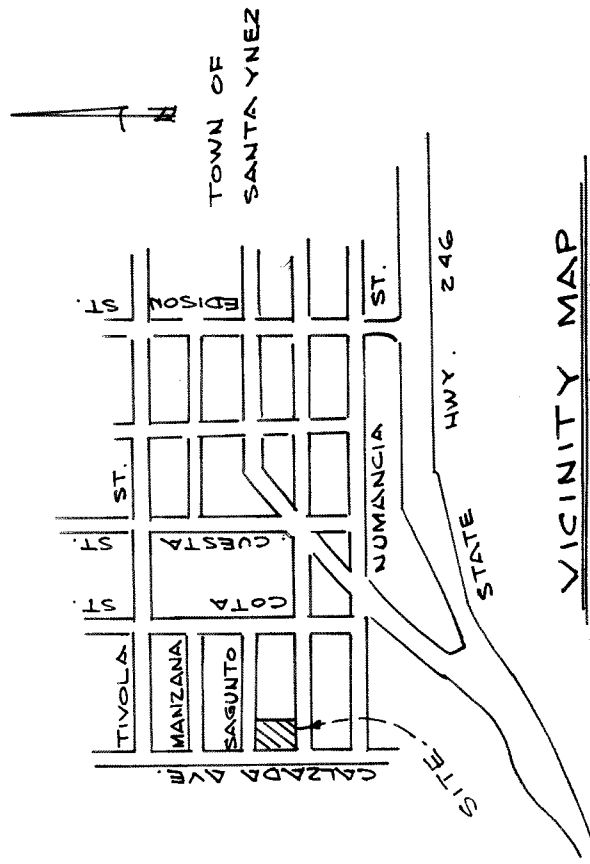 TOWN OF
SANTA YNEZ
EDISON ST.
CUESTA ST.
COTA ST.
CALZADA AVE.
TIVOLA ST.
MANZANA
SAGUNTO
NUMANCIA ST.
STATE HWY. 246
SITE.
VICINITY MAP